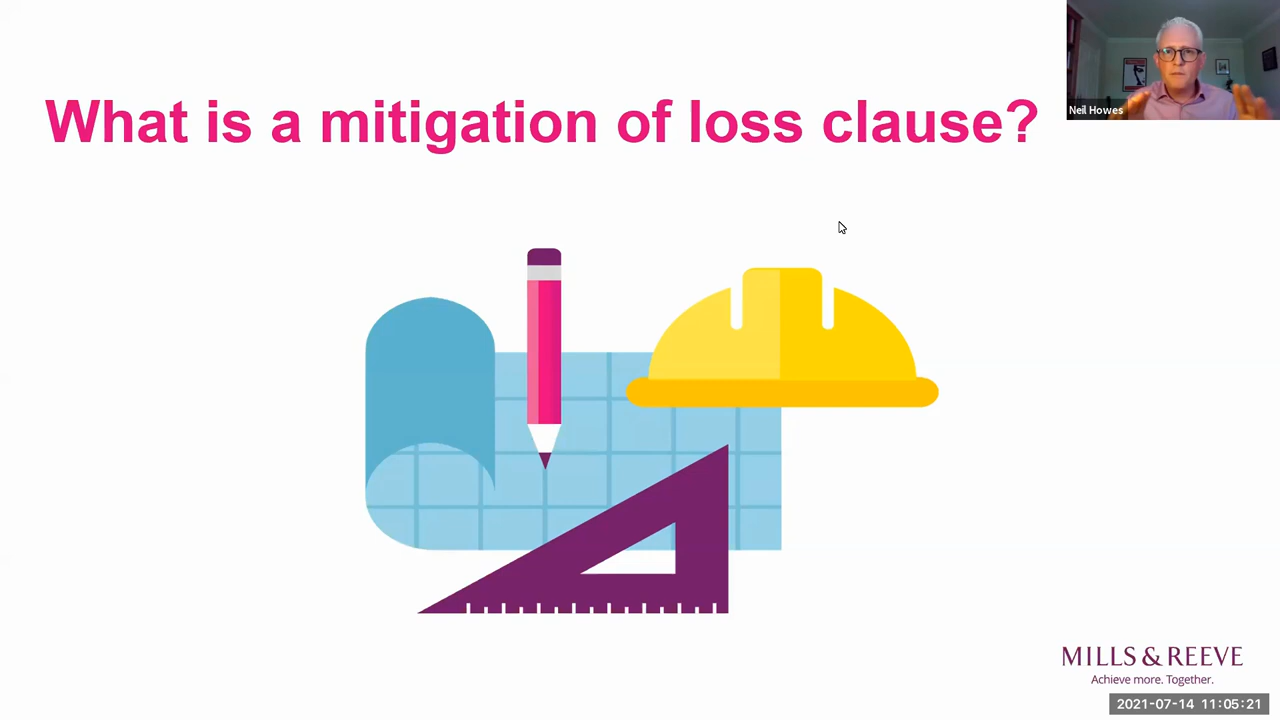 What is a mitigation of loss clause?
Neil Howes
MILLS & REEVE
Achieve more. Together.
2021-07-14 11:05:21